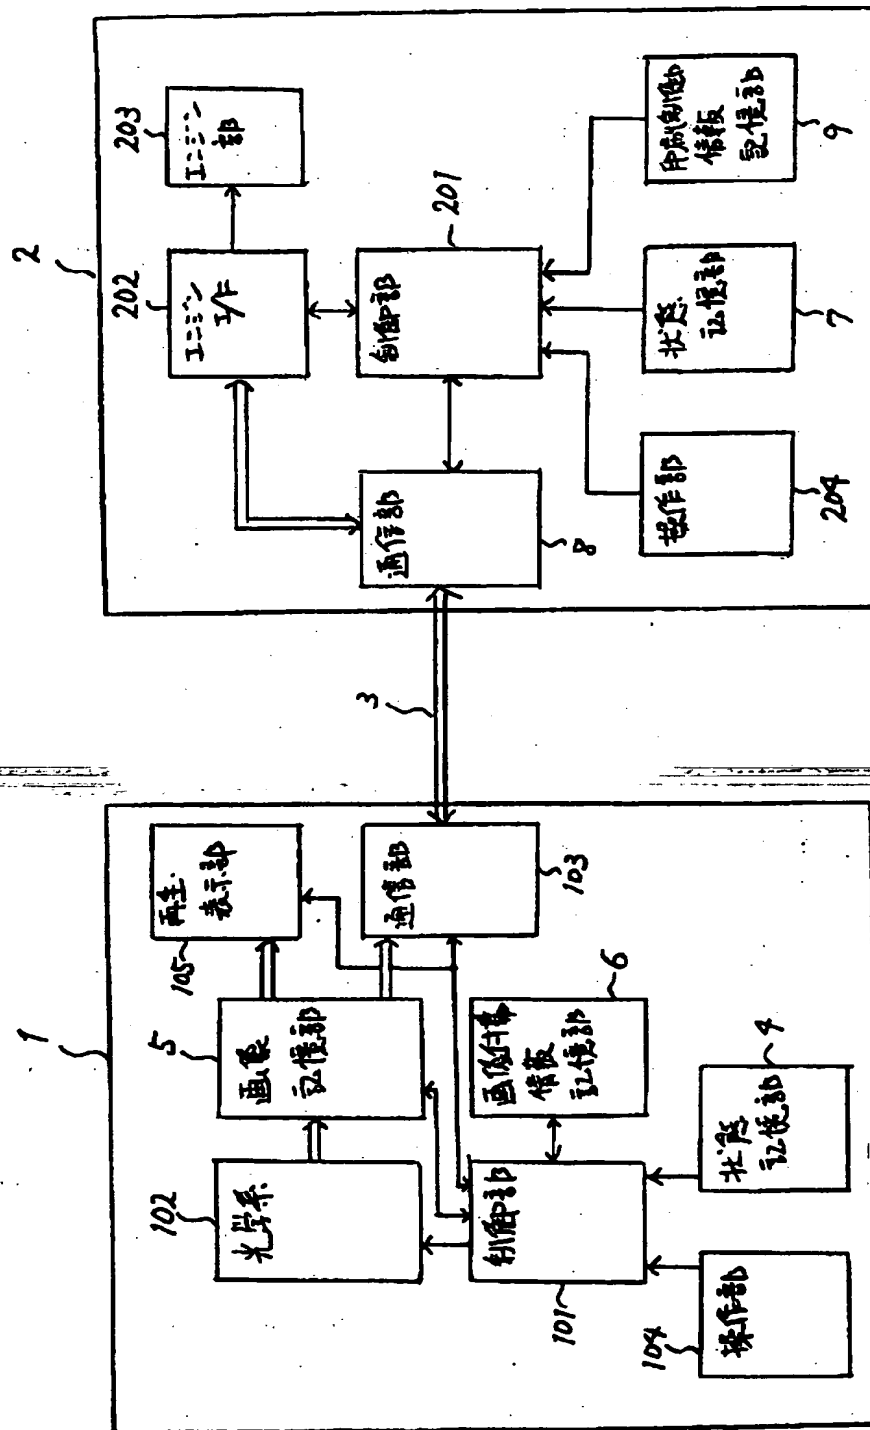 1
102
光学系
5
画像
記憶部
105
再生
表示部
101
制御部
6
画像付帯
情報
記憶部
通信部
103
104
操作部
状態
記憶部
4
3
2
202
エンジン
I/F
203
エンジン
部
通信部
8
制御部
201
操作部
204
状態
記憶部
7
印刷制御
情報
記憶部
9